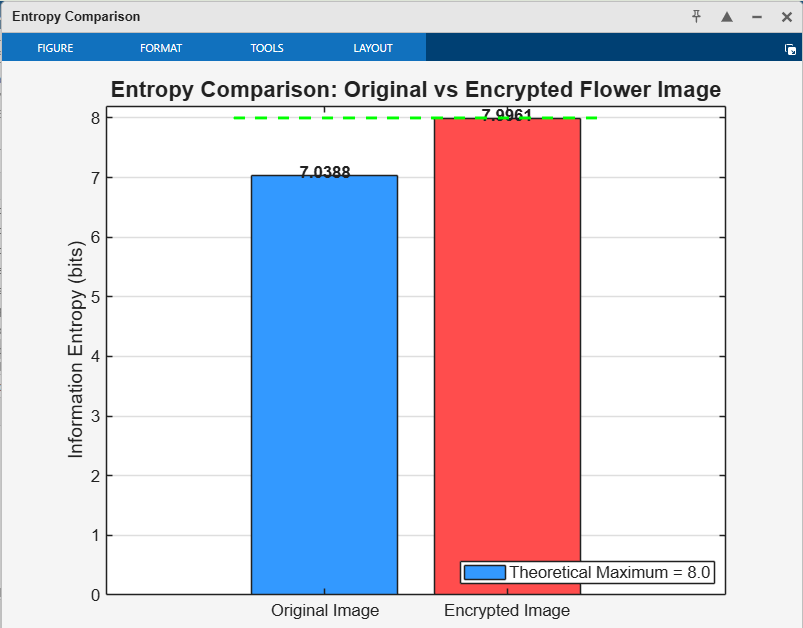 Entropy Comparison
FIGURE FORMAT TOOLS LAYOUT
Entropy Comparison: Original vs Encrypted Flower Image
8
7
6
5
4
3
2
1
0
Information Entropy (bits)
7.0388
7.9961
Theoretical Maximum = 8.0
Original Image Encrypted Image